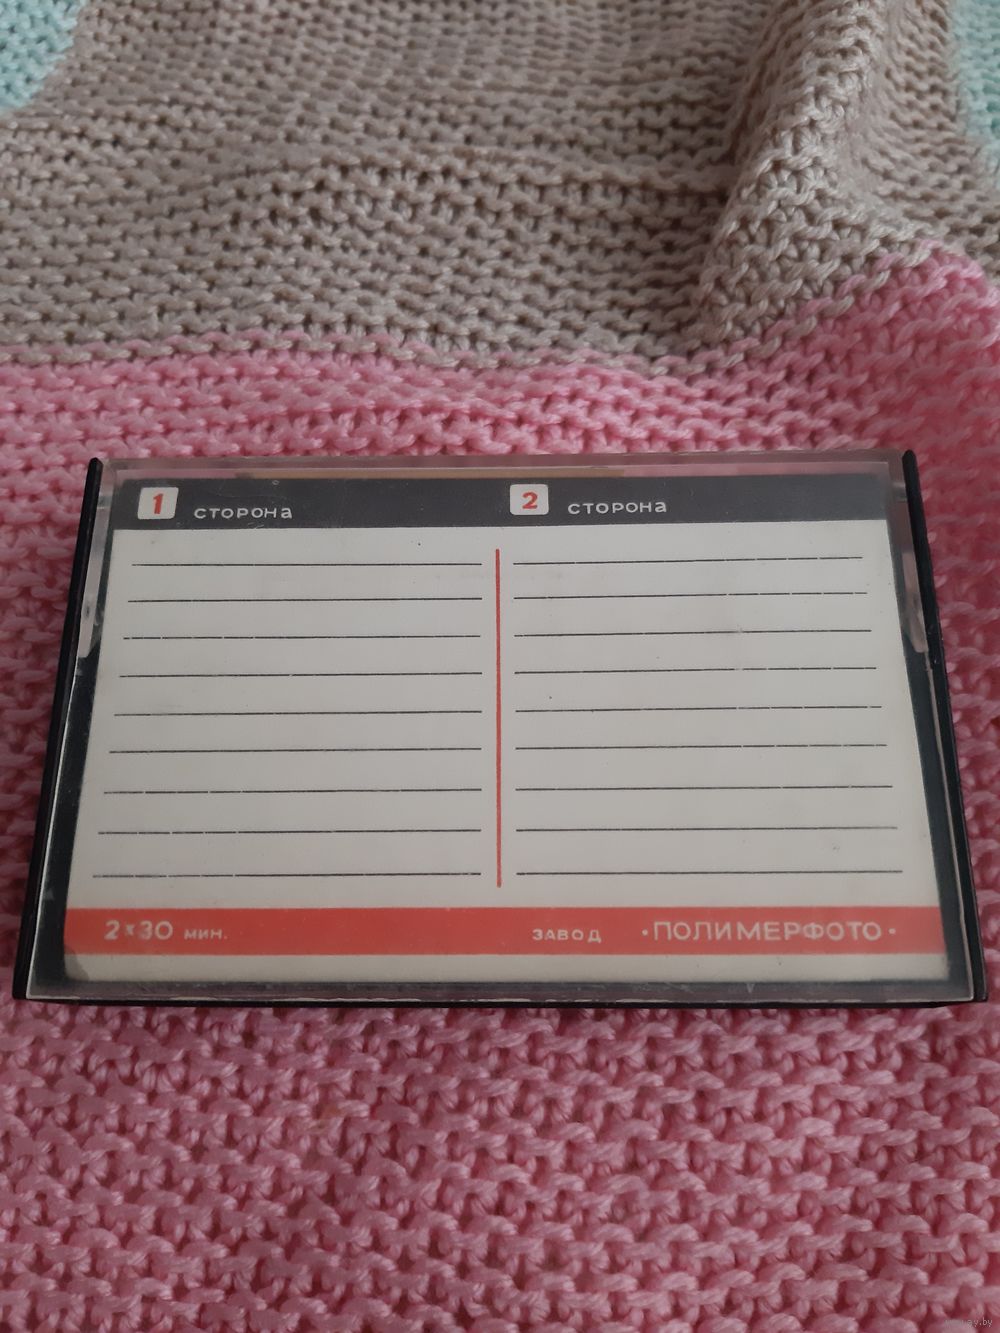 1 сторона
2 сторона
2×30 мин.
завод •ПОЛИМЕРФОТО•